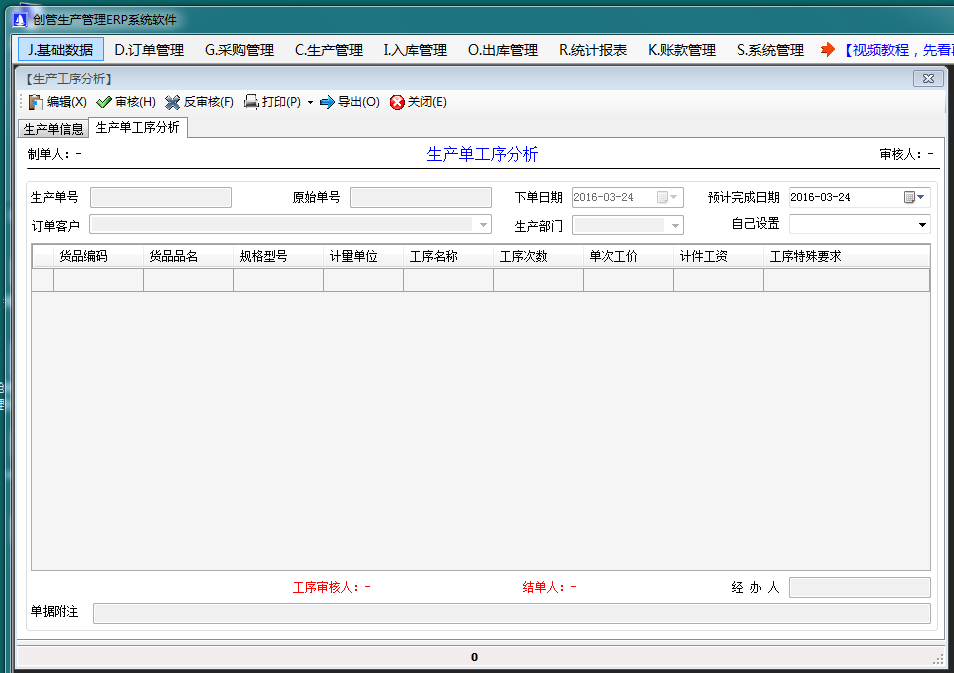 创管生产管理ERP系统软件
J.基础数据 D.订单管理 G.采购管理 C.生产管理 I.入库管理 O.出库管理 R.统计报表 K.账款管理 S.系统管理 【视频教程，先看
【生产工序分析】
编辑(X) 审核(H) 反审核(F) 打印(P) 导出(O) 关闭(E)
生产单信息 生产单工序分析
制单人：- 生产单工序分析 审核人：-
生产单号 原始单号 下单日期 2016-03-24 预计完成日期 2016-03-24
订单客户 生产部门 自己设置
货品编码 货品品名 规格型号 计量单位 工序名称 工序次数 单次工价 计件工资 工序特殊要求
工序审核人：- 结单人：- 经 办 人
单据附注
0